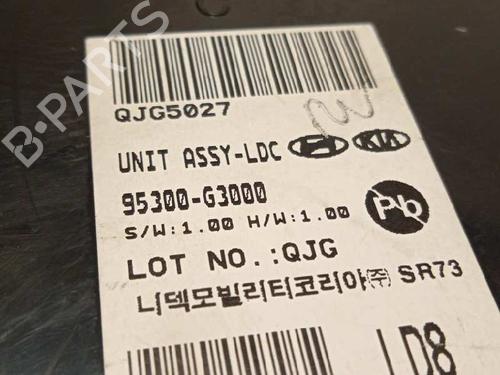 QJG5027
UNIT ASSY-LDC
KIA
95300-G3000
Pb
S/W:1.00 H/W:1.00
LOT NO.:QJG
니덱모빌리티코리아㈜ SR73
LD8
B-PARTS